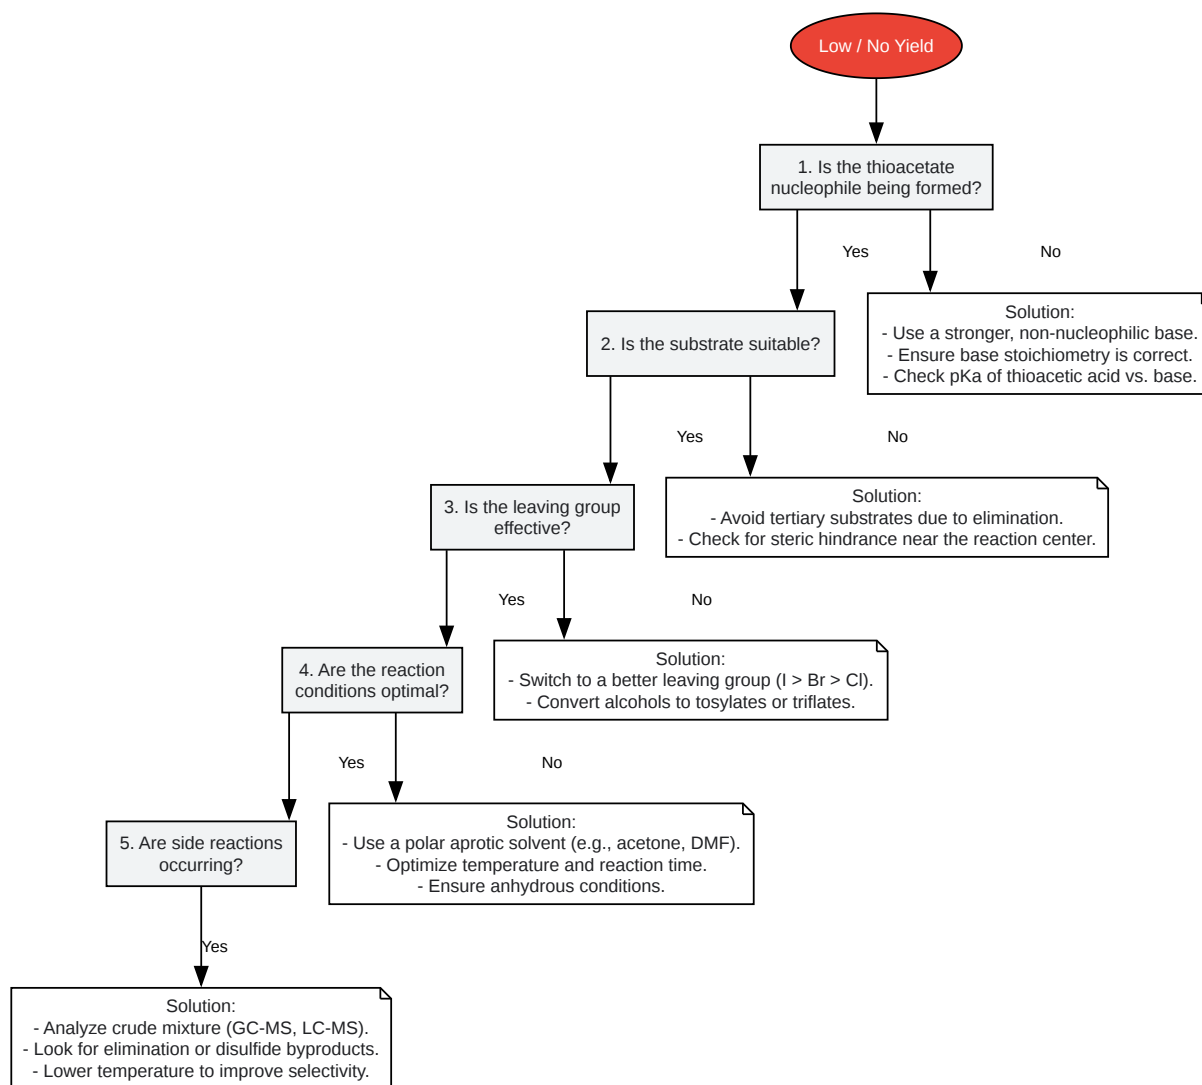 Low / No Yield
1. Is the thioacetate
nucleophile being formed?
Yes
No
Solution:
- Use a stronger, non-nucleophilic base.
- Ensure base stoichiometry is correct.
- Check pKa of thioacetic acid vs. base.
2. Is the substrate suitable?
Yes
No
Solution:
- Avoid tertiary substrates due to elimination.
- Check for steric hindrance near the reaction center.
3. Is the leaving group
effective?
Yes
No
Solution:
- Switch to a better leaving group (I > Br > Cl).
- Convert alcohols to tosylates or triflates.
4. Are the reaction
conditions optimal?
Yes
No
Solution:
- Use a polar aprotic solvent (e.g., acetone, DMF).
- Optimize temperature and reaction time.
- Ensure anhydrous conditions.
5. Are side reactions
occurring?
Yes
Solution:
- Analyze crude mixture (GC-MS, LC-MS).
- Look for elimination or disulfide byproducts.
- Lower temperature to improve selectivity.